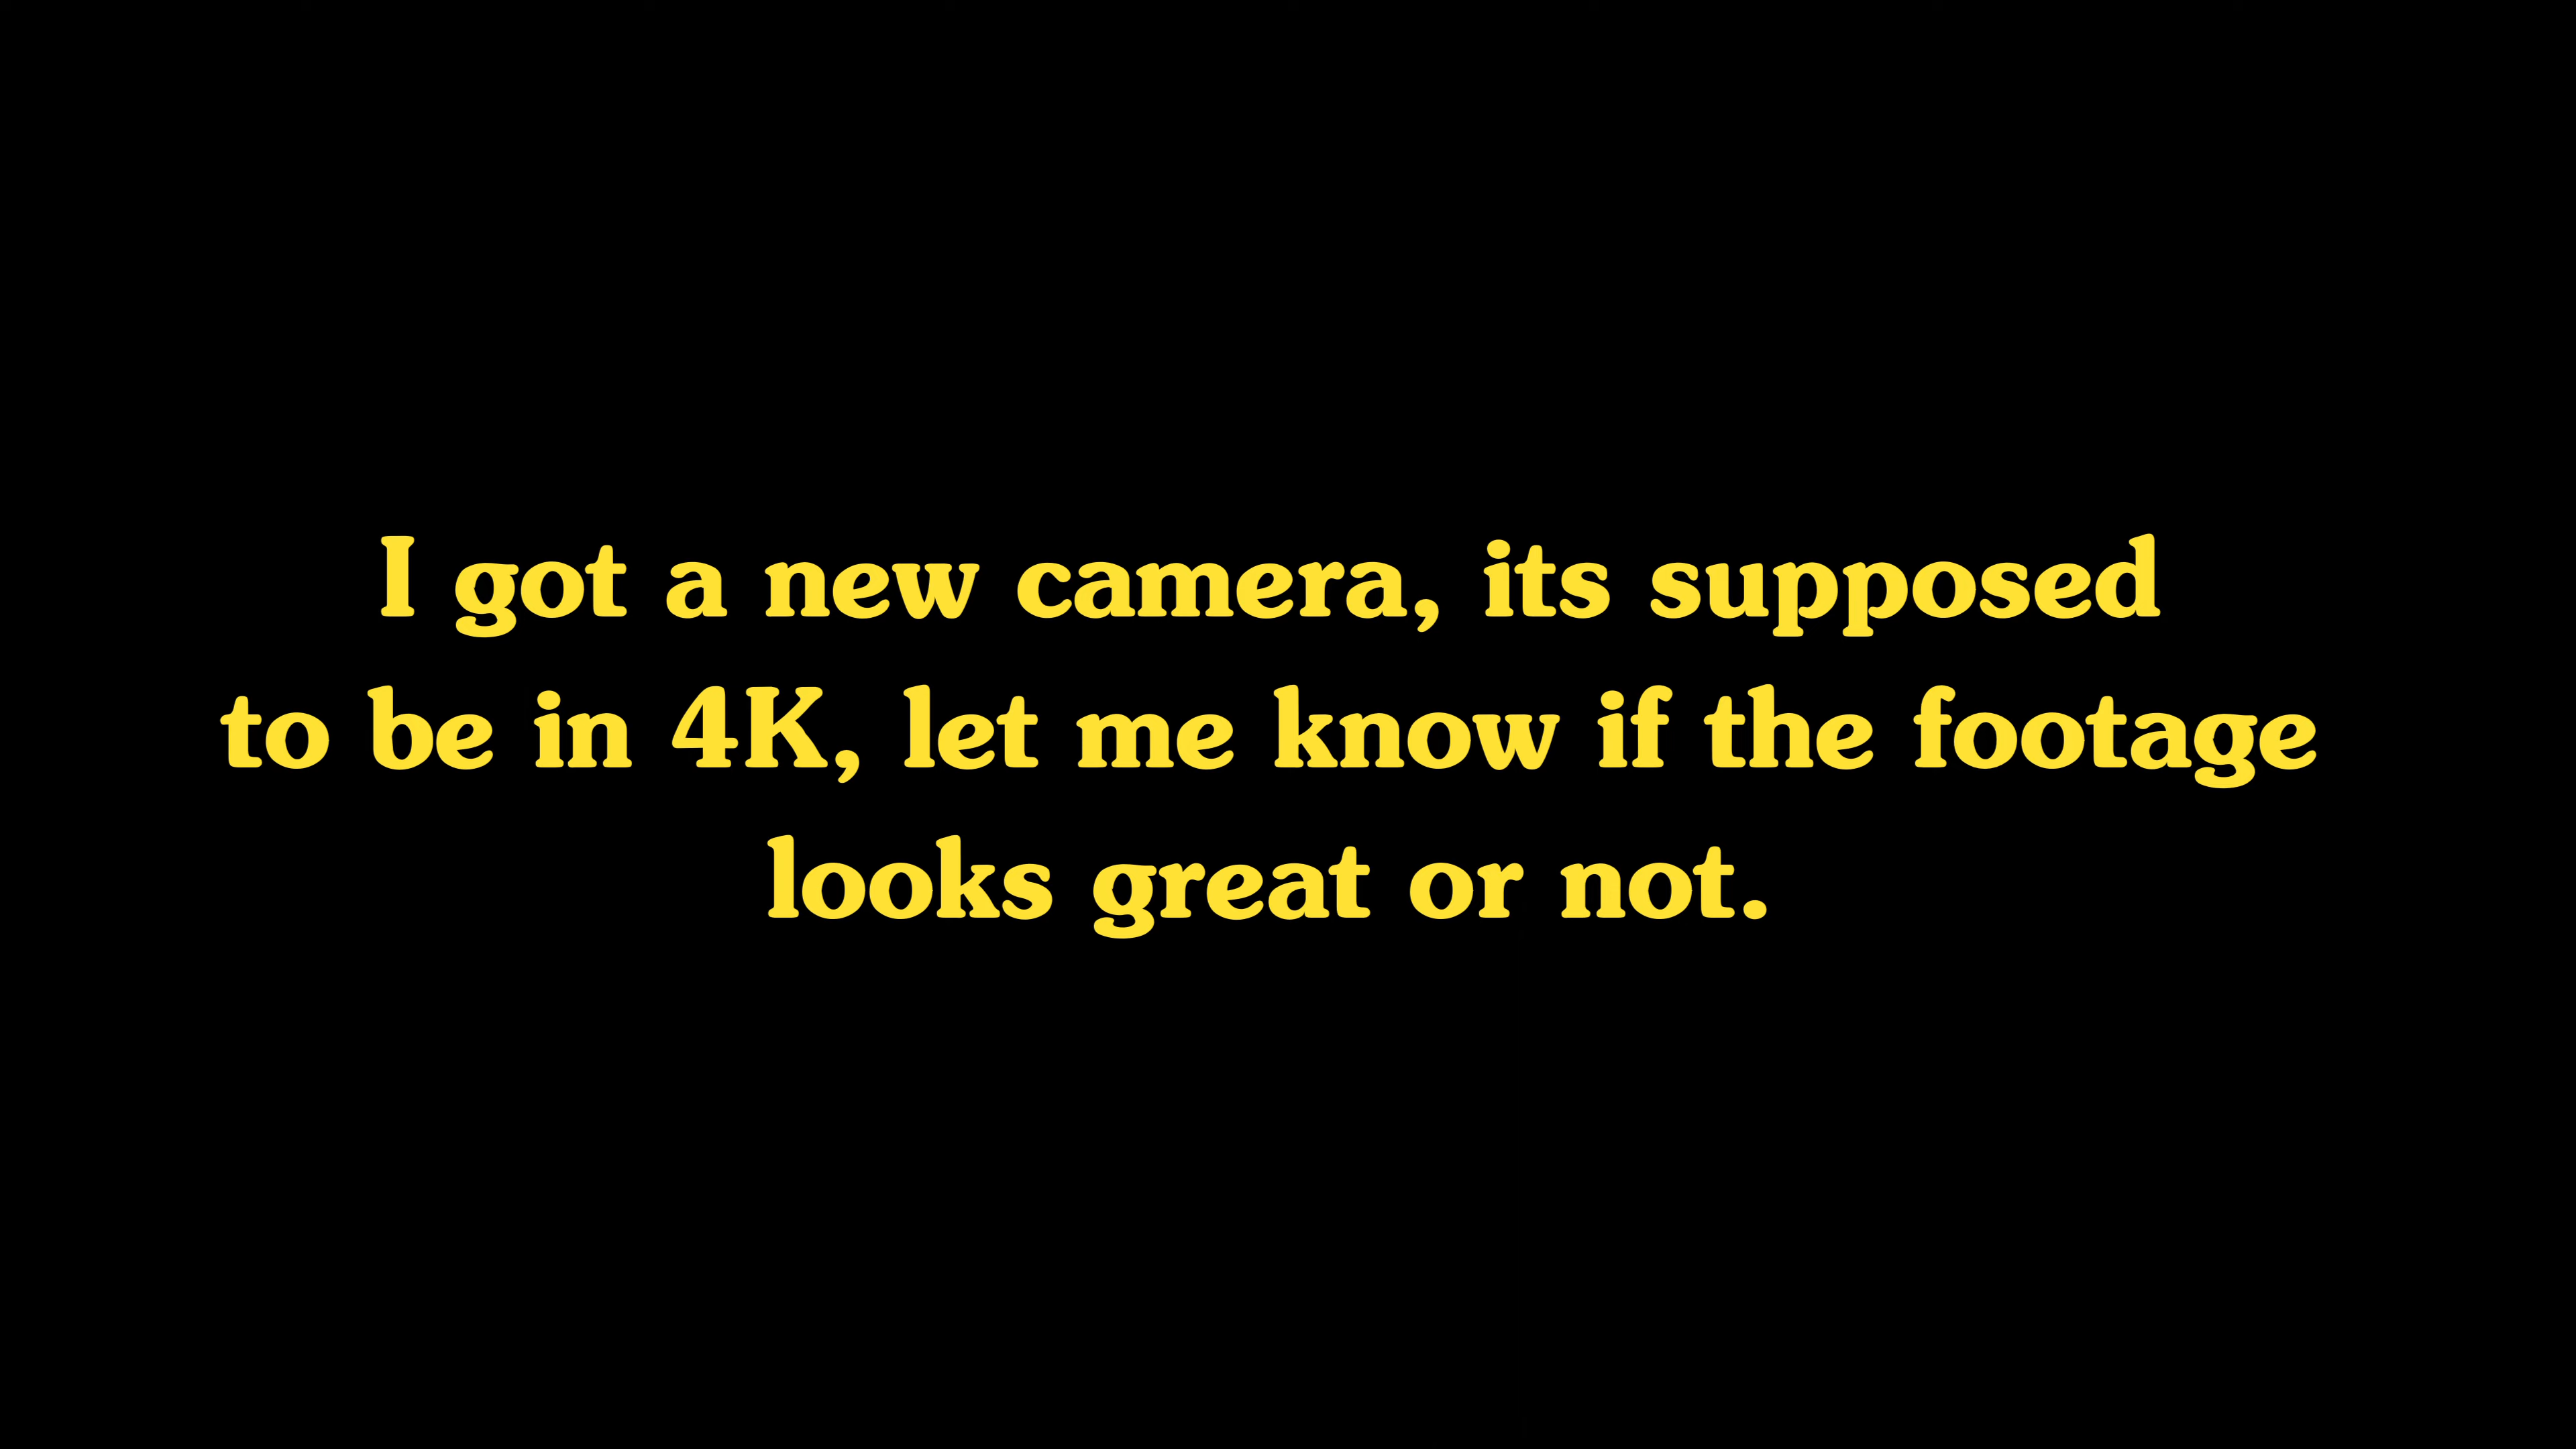 I got a new camera, its supposed
to be in 4K, let me know if the footage
looks great or not.